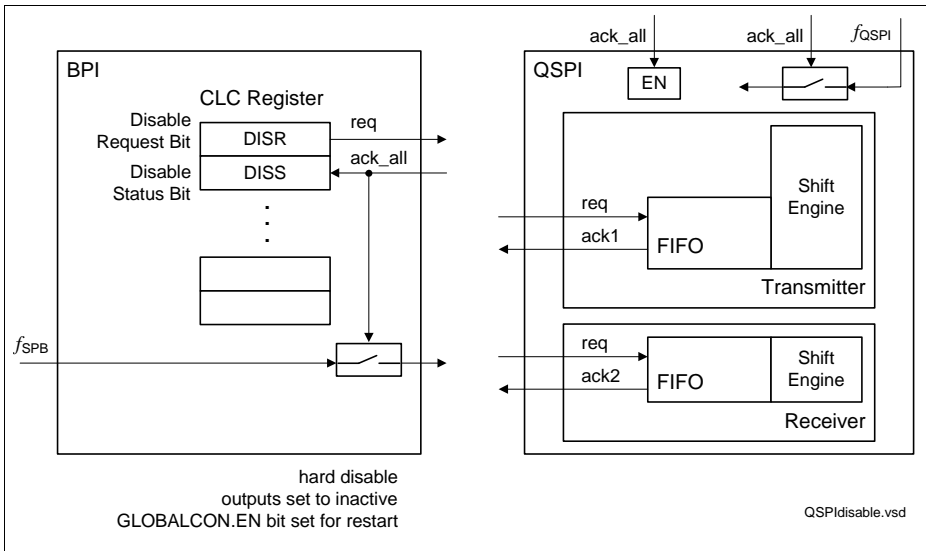 BPI
CLC Register
Disable
Request Bit
DISR
req
Disable
Status Bit
DISS
ack_all
fSPB
hard disable
outputs set to inactive
GLOBALCON.EN bit set for restart
ack_all
ack_all
fQSPI
QSPI
EN
Shift
Engine
req
ack1
FIFO
Transmitter
req
ack2
FIFO
Shift
Engine
Receiver
QSPIdisable.vsd